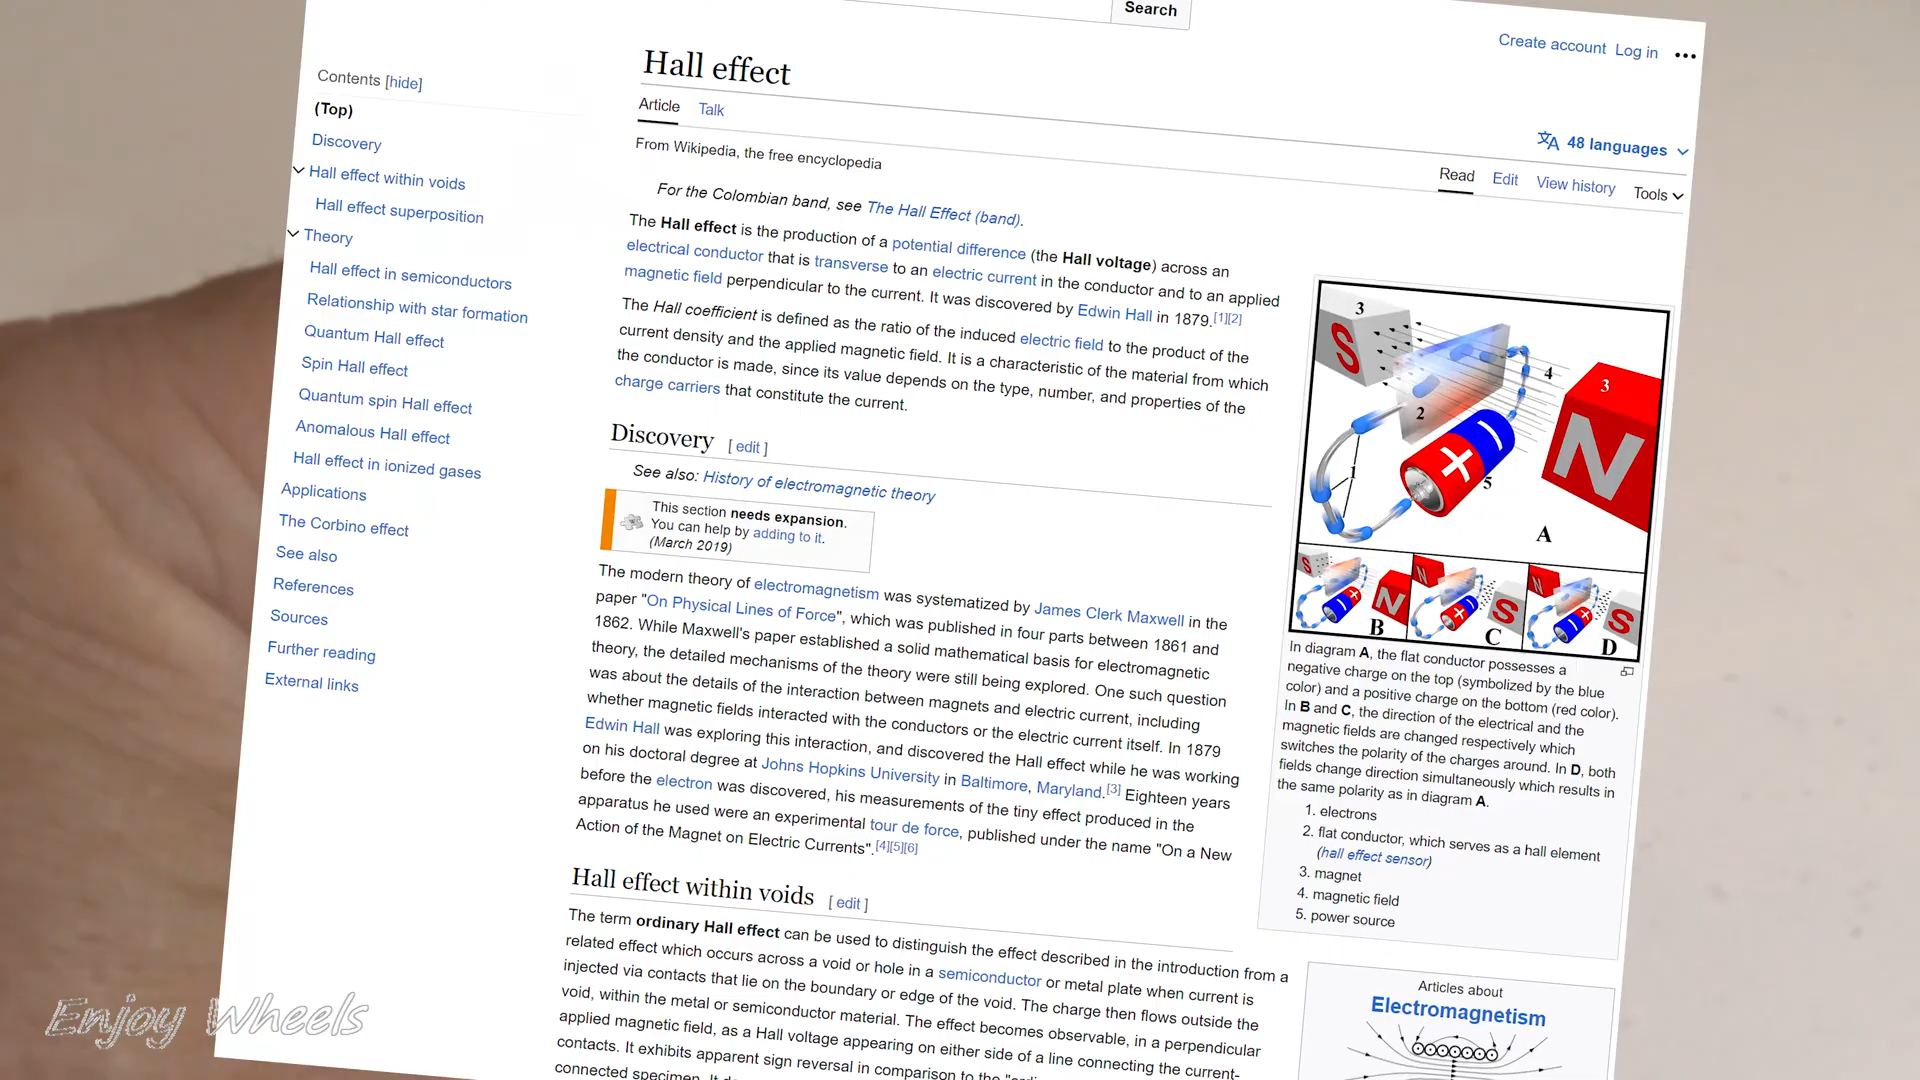 Search
Create account Log in •••
Contents [hide]
(Top)
Discovery
Hall effect within voids
Hall effect superposition
Theory
Hall effect in semiconductors
Relationship with star formation
Quantum Hall effect
Spin Hall effect
Quantum spin Hall effect
Anomalous Hall effect
Hall effect in ionized gases
Applications
The Corbino effect
See also
References
Sources
Further reading
External links
Hall effect
48 languages
Article Talk
Read Edit View history Tools
From Wikipedia, the free encyclopedia
For the Colombian band, see The Hall Effect (band).
The Hall effect is the production of a potential difference (the Hall voltage) across an
electrical conductor that is transverse to an electric current in the conductor and to an applied
magnetic field perpendicular to the current. It was discovered by Edwin Hall in 1879.[1][2]
The Hall coefficient is defined as the ratio of the induced electric field to the product of the
current density and the applied magnetic field. It is a characteristic of the material from which
the conductor is made, since its value depends on the type, number, and properties of the
charge carriers that constitute the current.
Discovery [ edit ]
See also: History of electromagnetic theory
This section needs expansion.
You can help by adding to it.
(March 2019)
The modern theory of electromagnetism was systematized by James Clerk Maxwell in the
paper "On Physical Lines of Force", which was published in four parts between 1861 and
1862. While Maxwell's paper established a solid mathematical basis for electromagnetic
theory, the detailed mechanisms of the theory were still being explored. One such question
was about the details of the interaction between magnets and electric current, including
whether magnetic fields interacted with the conductors or the electric current itself. In 1879
Edwin Hall was exploring this interaction, and discovered the Hall effect while he was working
on his doctoral degree at Johns Hopkins University in Baltimore, Maryland.[3] Eighteen years
before the electron was discovered, his measurements of the tiny effect produced in the
apparatus he used were an experimental tour de force, published under the name "On a New
Action of the Magnet on Electric Currents".[4][5][6]
Hall effect within voids [ edit ]
The term ordinary Hall effect can be used to distinguish the effect described in the introduction from a
related effect which occurs across a void or hole in a semiconductor or metal plate when current is
injected via contacts that lie on the boundary or edge of the void. The charge then flows outside the
void, within the metal or semiconductor material. The effect becomes observable, in a perpendicular
applied magnetic field, as a Hall voltage appearing on either side of a line connecting the current-
contacts. It exhibits apparent sign reversal in comparison to the
connected specimen. It
3
S
2
4
3
N
+
−
1
5
A
S
N
B
N
S
C
N
S
D
In diagram A, the flat conductor possesses a
negative charge on the top (symbolized by the blue
color) and a positive charge on the bottom (red color).
In B and C, the direction of the electrical and the
magnetic fields are changed respectively which
switches the polarity of the charges around. In D, both
fields change direction simultaneously which results in
the same polarity as in diagram A.
1. electrons
2. flat conductor, which serves as a hall element
(hall effect sensor)
3. magnet
4. magnetic field
5. power source
Articles about
Electromagnetism
Enjoy Wheels